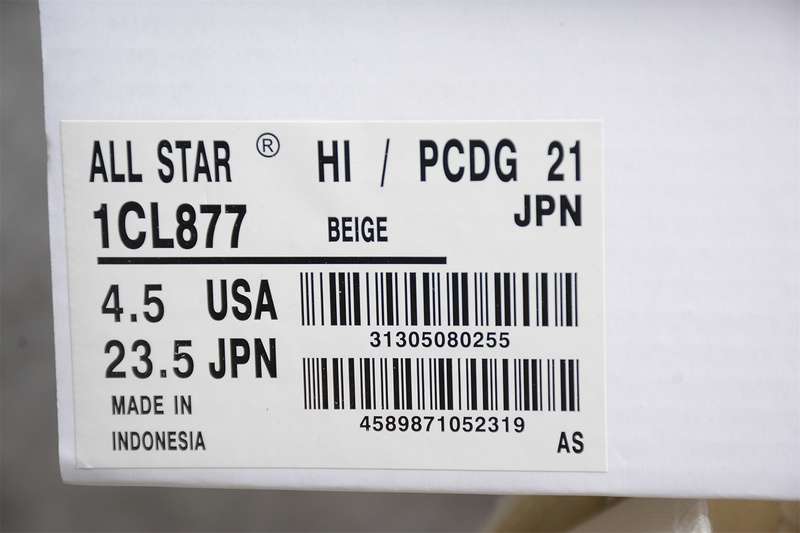 ALL STAR ® HI / PCDG 21
1CL877 BEIGE JPN
4.5 USA
31305080255
23.5 JPN
4589871052319
MADE IN
INDONESIA
AS